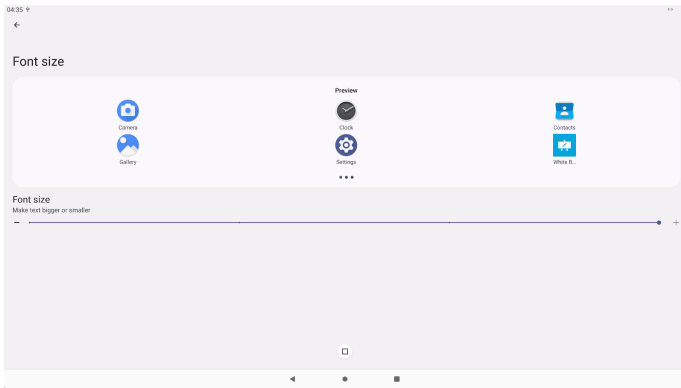 04:35
Font size
Preview
Camera
Clock
Contacts
Gallery
Settings
White B...
Font size
Make text bigger or smaller